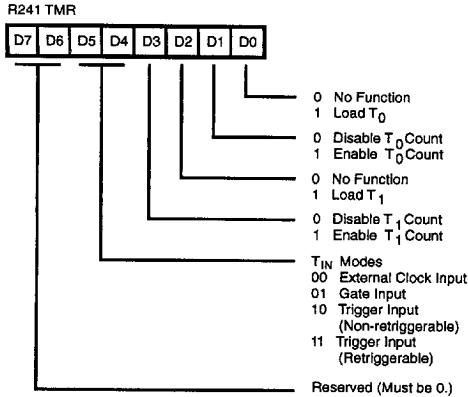 R241 TMR
D7 D6 D5 D4 D3 D2 D1 D0
0 No Function
1 Load T0
0 Disable T0 Count
1 Enable T0 Count
0 No Function
1 Load T1
0 Disable T1 Count
1 Enable T1 Count
TIN Modes
00 External Clock Input
01 Gate Input
10 Trigger Input
(Non-retriggerable)
11 Trigger Input
(Retriggerable)
Reserved (Must be 0.)